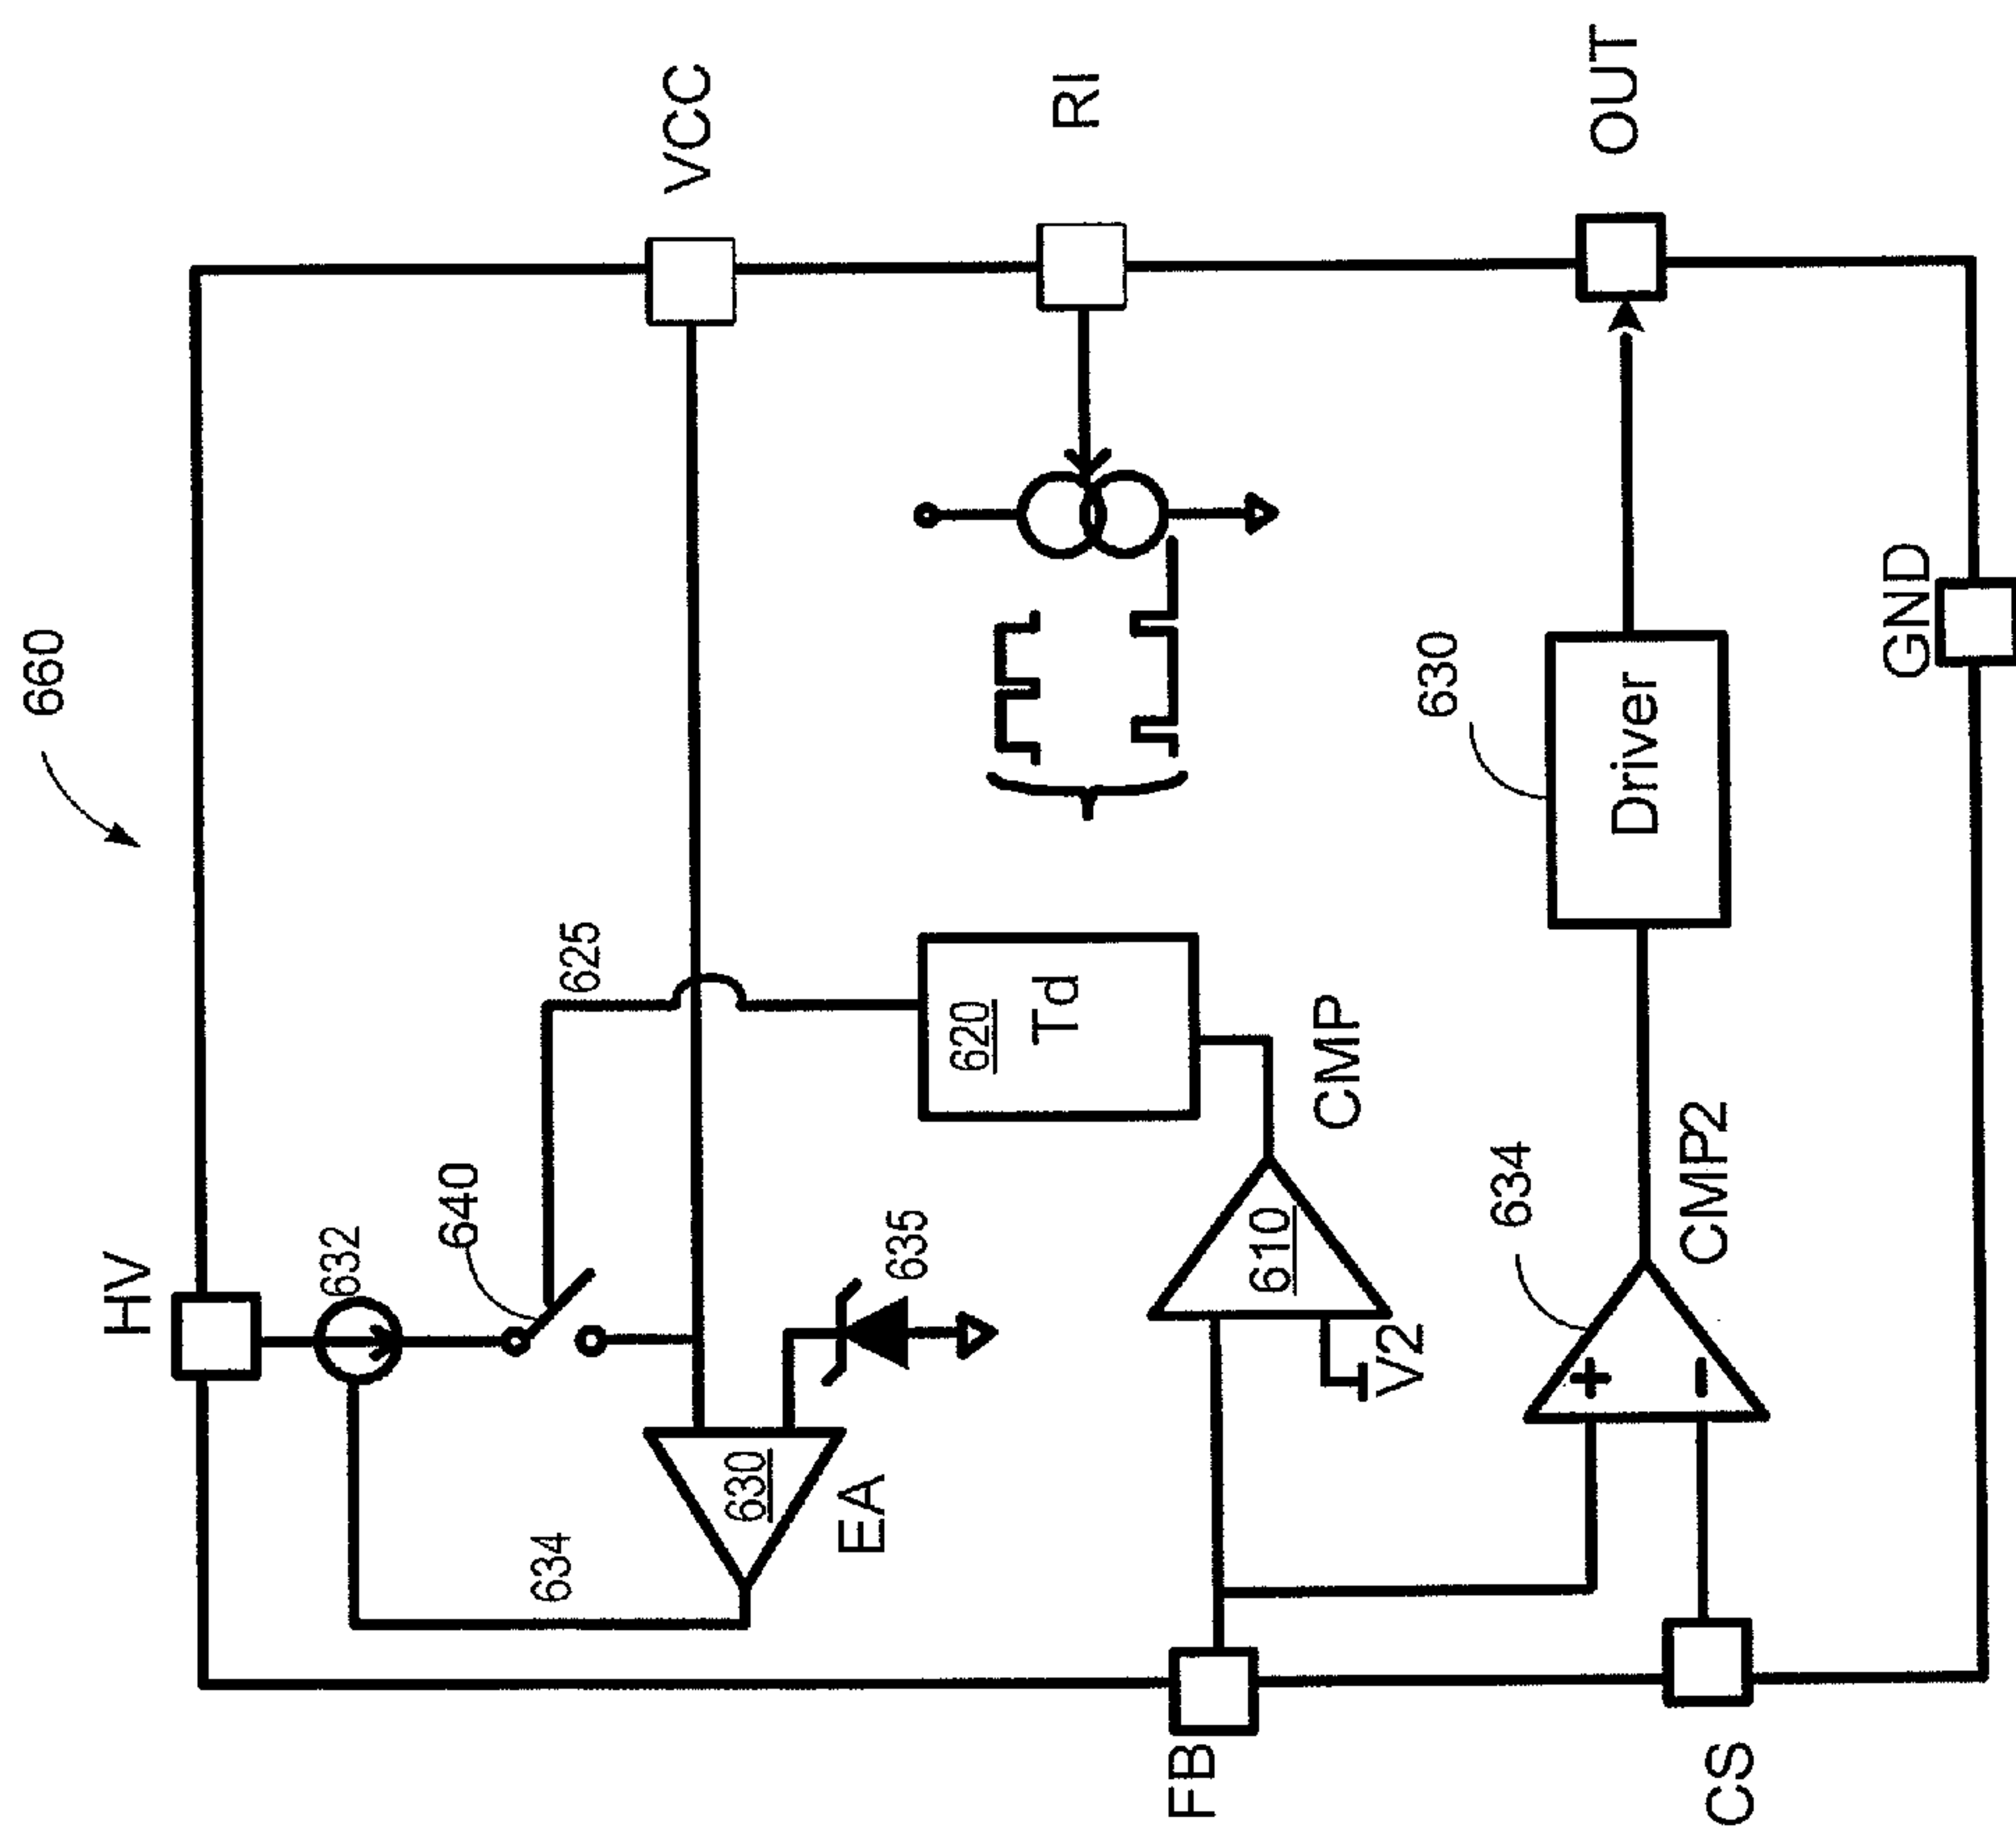 660
HV
632
640
625
VCC
634
630
EA
635
RI
620
Td
CMP
610
V2
FB
630
Driver
OUT
634
CMP2
+
−
CS
GND